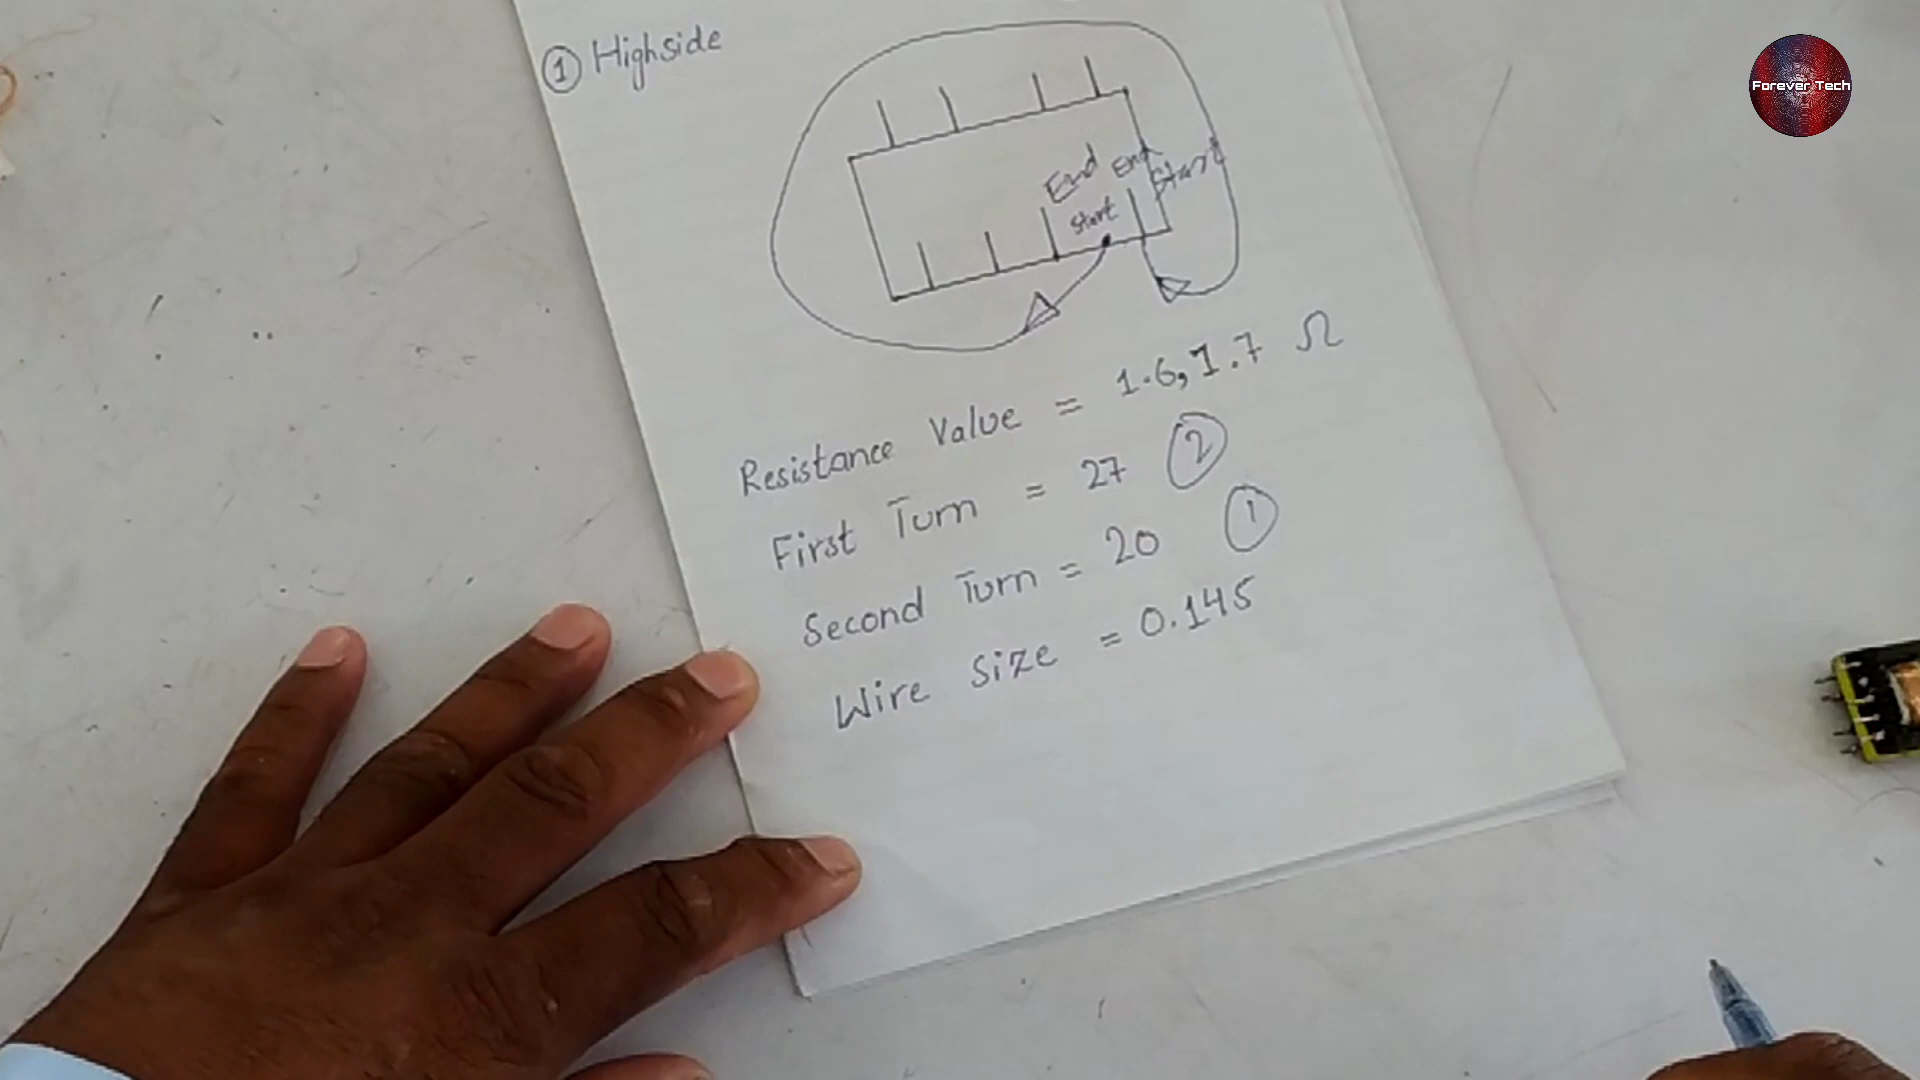 ① Highside
Forever Tech
End End
Start Start
Resistance Value = 1.6, 1.7 Ω
First Turn = 27 ②
Second Turn = 20 ①
Wire size = 0.145